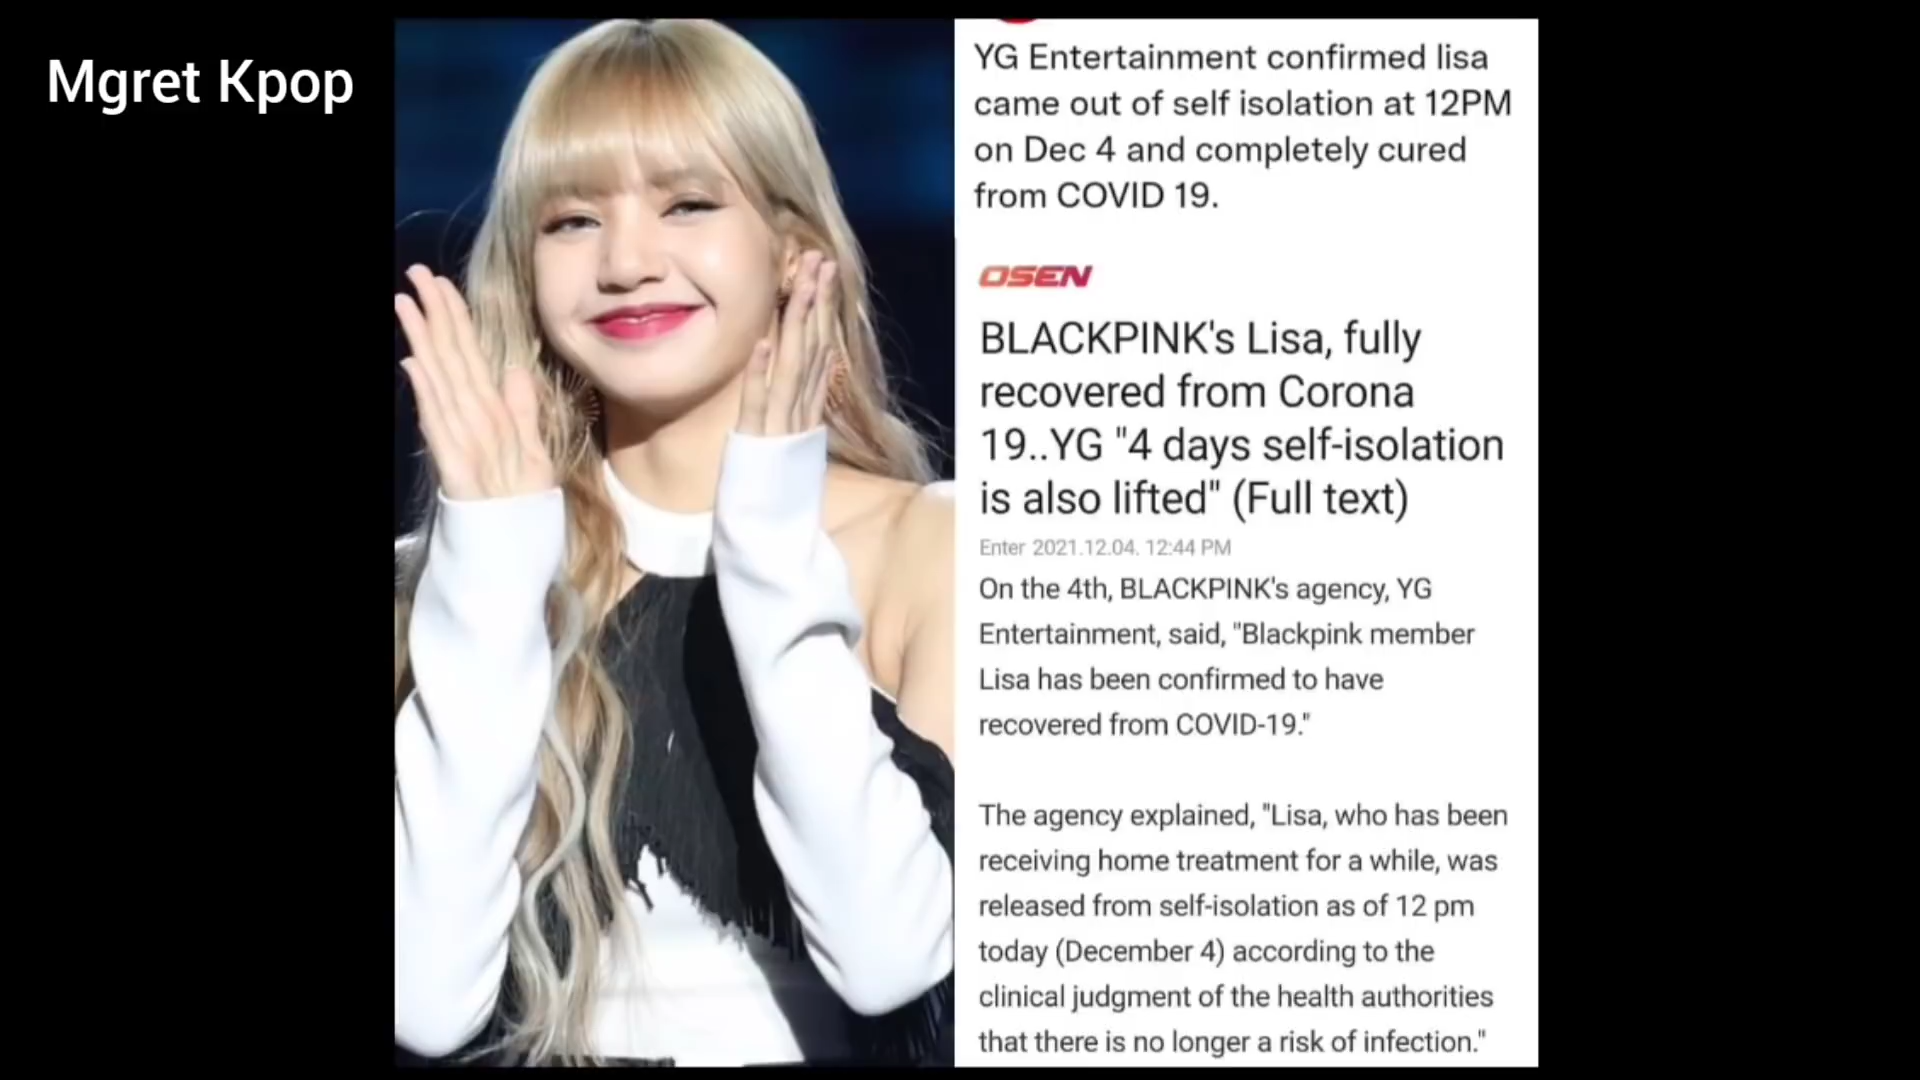 Mgret Kpop
YG Entertainment confirmed lisa
came out of self isolation at 12PM
on Dec 4 and completely cured
from COVID 19.
OSEN
BLACKPINK's Lisa, fully
recovered from Corona
19..YG "4 days self-isolation
is also lifted" (Full text)
Enter 2021.12.04. 12:44 PM
On the 4th, BLACKPINK's agency, YG
Entertainment, said, "Blackpink member
Lisa has been confirmed to have
recovered from COVID-19."
The agency explained, "Lisa, who has been
receiving home treatment for a while, was
released from self-isolation as of 12 pm
today (December 4) according to the
clinical judgment of the health authorities
that there is no longer a risk of infection."